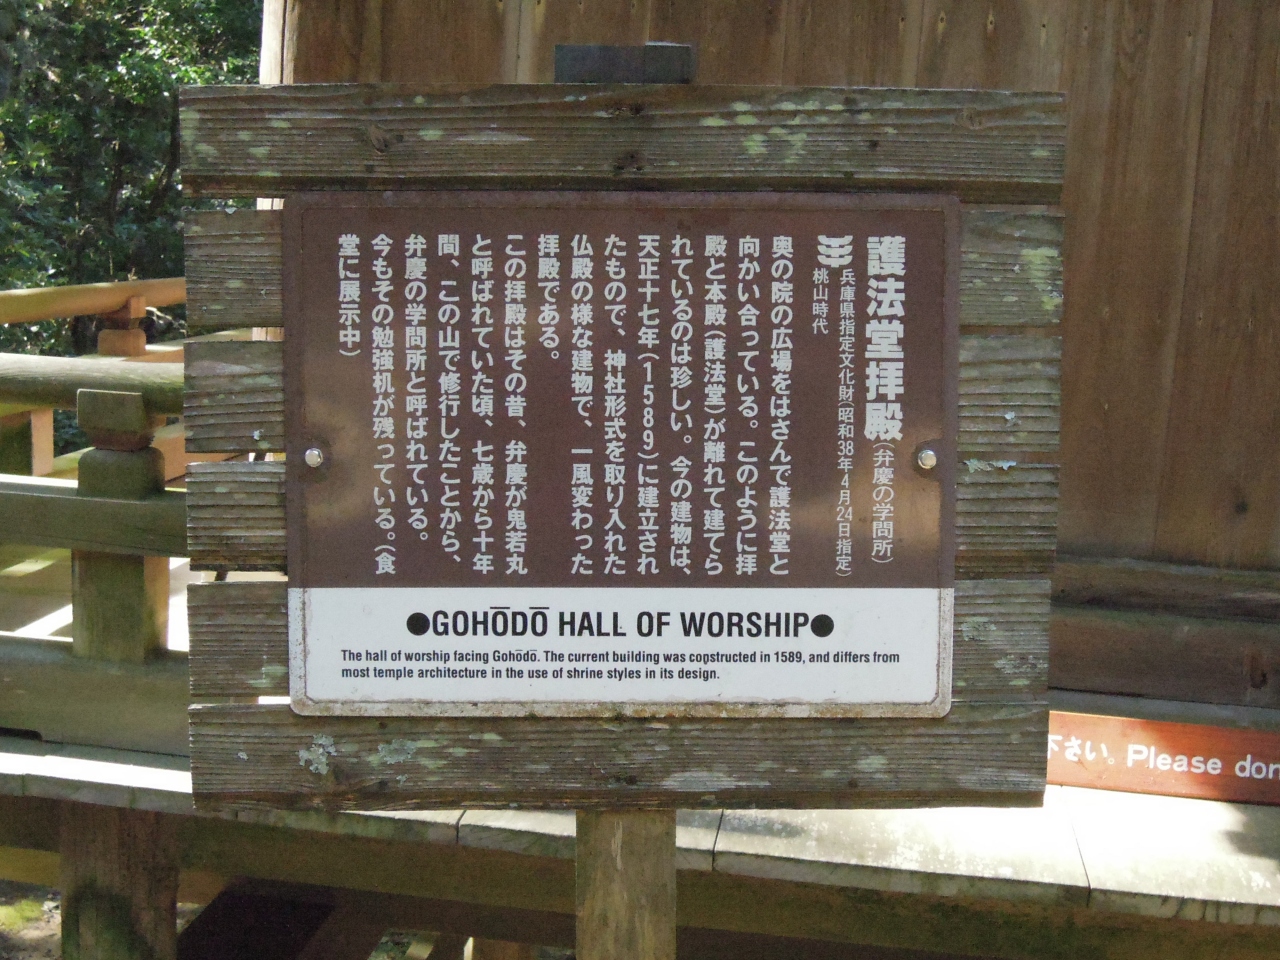 護法堂拝殿(弁慶の学問所)
兵庫県指定文化財(昭和38年4月24日指定)
桃山時代
奥の院の広場をはさんで護法堂と
向かい合っている。このように拝
殿と本殿(護法堂)が離れて建てら
れているのは珍しい。今の建物は、
天正十七年(1589)に建立され
たもので、神社形式を取り入れた
仏殿の様な建物で、一風変わった
拝殿である。
この拝殿はその昔、弁慶が鬼若丸
と呼ばれていた頃、七歳から十年
間、この山で修行したことから、
弁慶の学問所と呼ばれている。
今もその勉強机が残っている。(食
堂に展示中)
●GOHŌDŌ HALL OF WORSHIP●
The hall of worship facing Gohōdō. The current building was constructed in 1589, and differs from
most temple architecture in the use of shrine styles in its design.
下さい。Please don